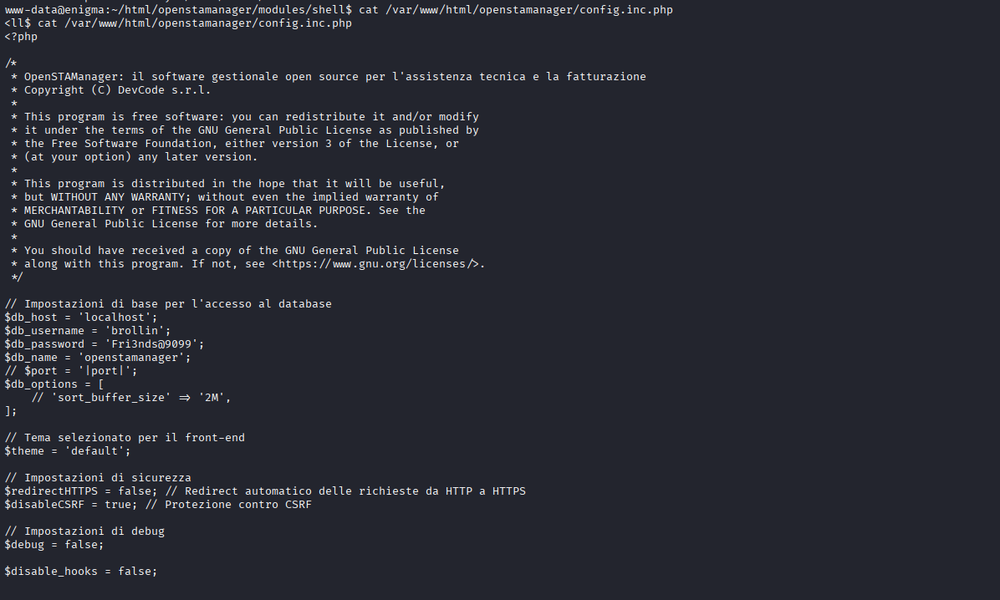 www-data@enigma:~/html/openstamanager/modules/shell$ cat /var/www/html/openstamanager/config.inc.php
<ll$ cat /var/www/html/openstamanager/config.inc.php
<?php

/*
 * OpenSTAManager: il software gestionale open source per l'assistenza tecnica e la fatturazione
 * Copyright (C) DevCode s.r.l.
 *
 * This program is free software: you can redistribute it and/or modify
 * it under the terms of the GNU General Public License as published by
 * the Free Software Foundation, either version 3 of the License, or
 * (at your option) any later version.
 *
 * This program is distributed in the hope that it will be useful,
 * but WITHOUT ANY WARRANTY; without even the implied warranty of
 * MERCHANTABILITY or FITNESS FOR A PARTICULAR PURPOSE. See the
 * GNU General Public License for more details.
 *
 * You should have received a copy of the GNU General Public License
 * along with this program. If not, see <https://www.gnu.org/licenses/>.
 */

// Impostazioni di base per l'accesso al database
$db_host = 'localhost';
$db_username = 'brollin';
$db_password = 'Fri3nds@9099';
$db_name = 'openstamanager';
// $port = '|port|';
$db_options = [
    // 'sort_buffer_size' => '2M',
];

// Tema selezionato per il front-end
$theme = 'default';

// Impostazioni di sicurezza
$redirectHTTPS = false; // Redirect automatico delle richieste da HTTP a HTTPS
$disableCSRF = true; // Protezione contro CSRF

// Impostazioni di debug
$debug = false;

$disable_hooks = false;